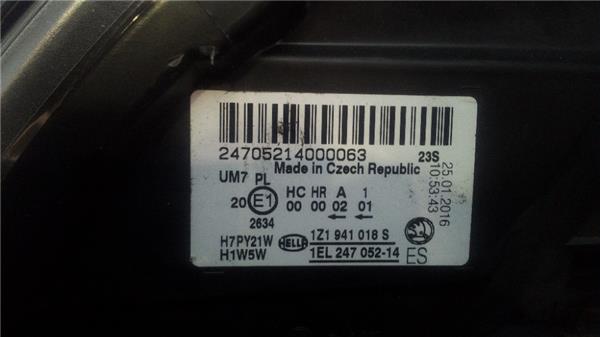 24705214000063 23S
Made in Czech Republic
UM7 PL
HC HR A 1
20 E1 00 00 02 01
2634
H7PY21W HELLA 1Z1 941 018 S
H1W5W 1EL 247 052-14 ES
25.01.2016
10:53:43